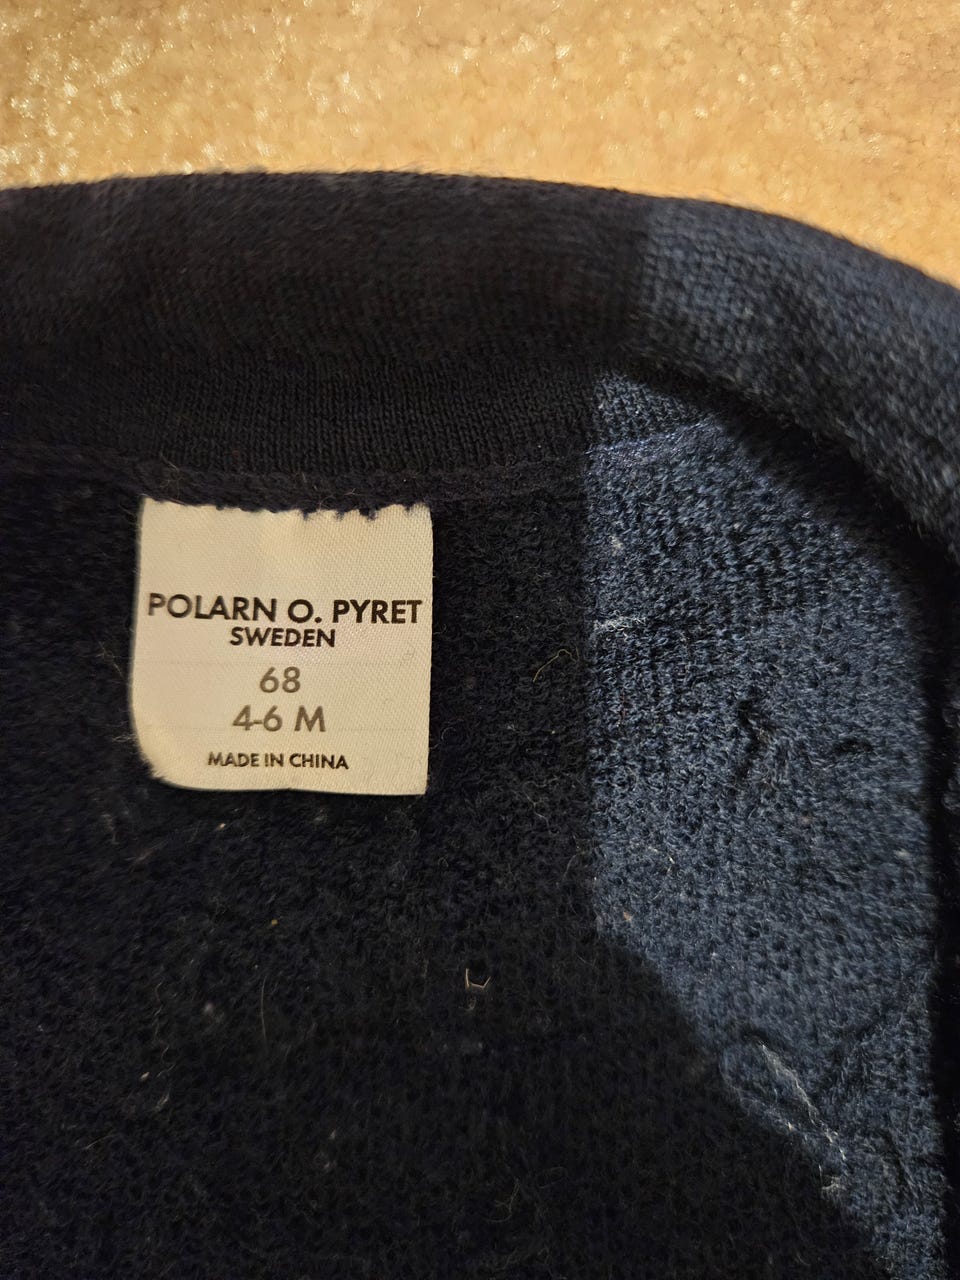 POLARN O. PYRET
SWEDEN
68
4-6 M
MADE IN CHINA